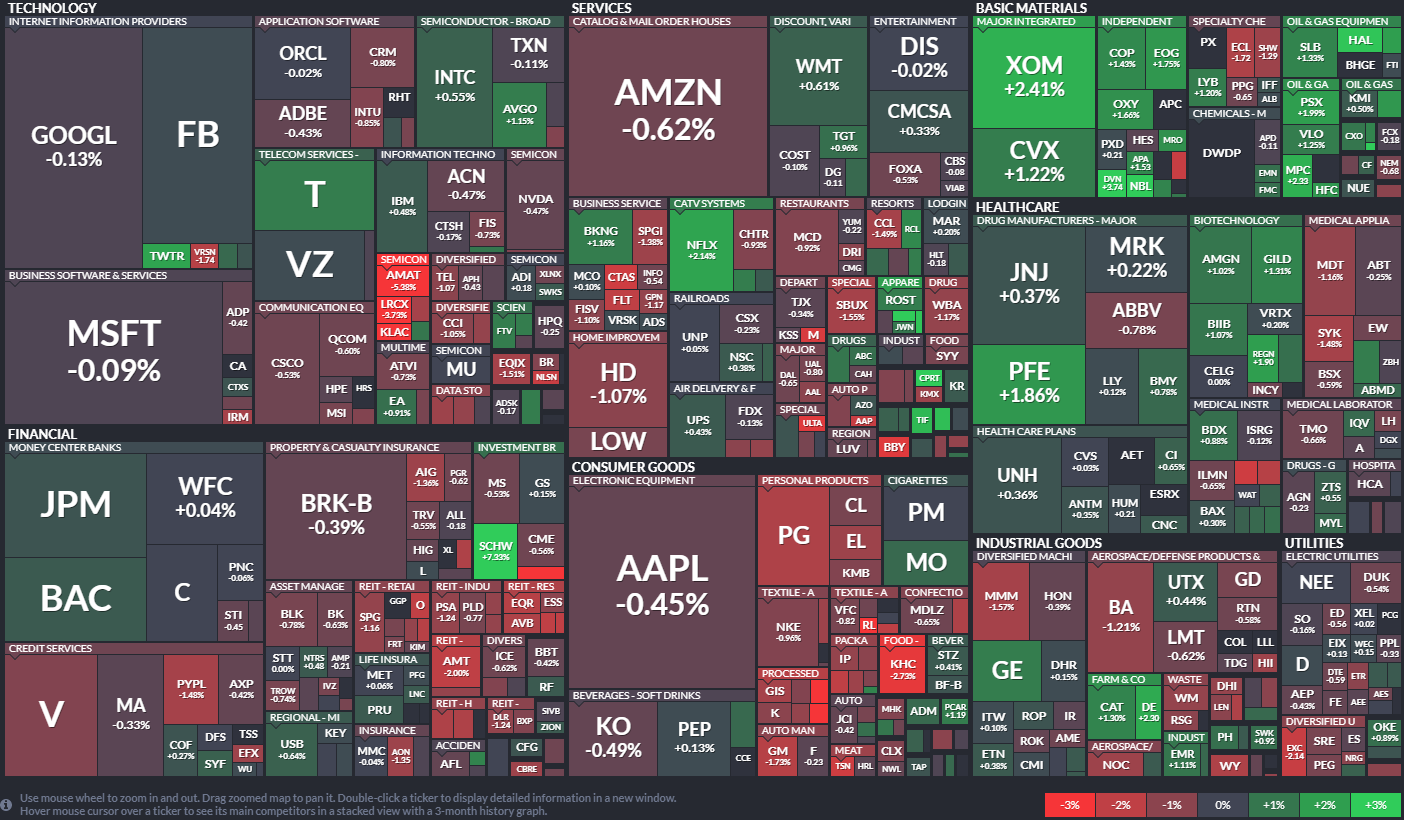 TECHNOLOGY
INTERNET INFORMATION PROVIDERS
GOOGL
-0.13%
FB
TWTR
VRSN
-1.74
APPLICATION SOFTWARE
ORCL
-0.02%
CRM
-0.80%
ADBE
-0.43%
INTU
-0.85%
RHT
SEMICONDUCTOR - BROAD
INTC
+0.55%
TXN
-0.11%
AVGO
+1.15%
TELECOM SERVICES -
T
VZ
INFORMATION TECHNO
IBM
+0.48%
ACN
-0.47%
CTSH
-0.17%
FIS
-0.73%
SEMICON
NVDA
-0.47%
BUSINESS SOFTWARE & SERVICES
MSFT
-0.09%
ADP
-0.42
CA
CTXS
IRM
COMMUNICATION EQ
CSCO
-0.53%
QCOM
-0.60%
HPE
HRS
MSI
SEMICON
AMAT
-5.38%
LRCX
-3.73%
KLAC
DIVERSIFIED
TEL
-1.07
APH
-0.43
SEMICON
ADI
+0.18
XLNX
SWKS
DIVERSIFIE
CCI
-1.05%
SCIEN
FTV
HPQ
-0.25
MULTIME
ATVI
-0.73%
EA
+0.91%
SEMICON
MU
DATA STO
EQIX
-1.51%
BR
NLSN
ADSK
-0.17
FINANCIAL
MONEY CENTER BANKS
JPM
WFC
+0.04%
BAC
C
PNC
-0.06%
STI
-0.45
PROPERTY & CASUALTY INSURANCE
BRK-B
-0.39%
AIG
-1.36%
PGR
-0.62
TRV
-0.55%
ALL
-0.18
HIG
XL
L
INVESTMENT BR
MS
-0.53%
GS
+0.15%
SCHW
+7.33%
CME
-0.56%
CREDIT SERVICES
V
MA
-0.33%
PYPL
-1.48%
AXP
-0.42%
COF
+0.27%
DFS
SYF
TSS
EFX
WU
ASSET MANAGE
BLK
-0.78%
BK
-0.63%
STT
0.00%
NTRS
+0.48
AMP
-0.21
TROW
-0.74%
IVZ
REIT - RETAI
SPG
-1.16
GGP
O
FRT
KIM
REIT - INDU
PSA
-1.24
PLD
-0.77
REIT - RES
EQR
ESS
AVB
LIFE INSURA
MET
+0.06%
PFG
LNC
PRU
REIT -
AMT
-2.00%
DIVERS
ICE
-0.62%
BBT
-0.42%
RF
REGIONAL - MI
USB
+0.64%
KEY
INSURANCE
MMC
-0.04%
AON
-1.35
REIT - H
REIT -
DLR
-1.24
BXP
SIVB
ZION
ACCIDEN
AFL
CFG
CBRE
SERVICES
CATALOG & MAIL ORDER HOUSES
AMZN
-0.62%
DISCOUNT, VARI
WMT
+0.61%
COST
-0.10%
TGT
+0.96%
DG
-0.11
ENTERTAINMENT
DIS
-0.02%
CMCSA
+0.33%
FOXA
-0.53%
CBS
-0.08
VIAB
BUSINESS SERVICE
BKNG
+1.16%
SPGI
-1.38%
MCO
+0.10%
CTAS
INFO
-0.54
FISV
-1.10%
FLT
GPN
-1.17
VRSK
ADS
CATV SYSTEMS
NFLX
+2.14%
CHTR
-0.93%
RESTAURANTS
MCD
-0.92%
YUM
-0.22
DRI
CMG
RESORTS
CCL
-1.49%
RCL
LODGIN
MAR
+0.20%
HLT
-0.18
RAILROADS
UNP
+0.05%
CSX
-0.23%
NSC
+0.38%
DEPART
TJX
-0.34%
KSS
M
SPECIAL
SBUX
-1.55%
APPARE
ROST
JWN
DRUG
WBA
-1.17%
HOME IMPROVEM
HD
-1.07%
LOW
AIR DELIVERY & F
UPS
+0.43%
FDX
-0.13%
MAJOR
DAL
-0.65
UAL
-0.80
AAL
DRUGS
ABC
CAH
INDUST
FOOD
SYY
CPRT
KMX
KR
AUTO P
AZO
AAP
SPECIAL
ULTA
REGION
LUV
TIF
BBY
CONSUMER GOODS
ELECTRONIC EQUIPMENT
AAPL
-0.45%
PERSONAL PRODUCTS
PG
CL
EL
KMB
CIGARETTES
PM
MO
BEVERAGES - SOFT DRINKS
KO
-0.49%
PEP
+0.13%
CCE
TEXTILE - A
NKE
-0.96%
TEXTILE - A
VFC
-0.82
RL
CONFECTIO
MDLZ
-0.65%
PACKA
IP
FOOD -
KHC
-2.73%
BEVER
STZ
+0.41%
BF-B
PROCESSED
GIS
K
AUTO
JCI
-0.42
MHK
ADM
PCAR
+1.19
AUTO MAN
GM
-1.73%
F
-0.23
MEAT
TSN
HRL
CLX
NWL
TAP
BASIC MATERIALS
MAJOR INTEGRATED
XOM
+2.41%
CVX
+1.22%
INDEPENDENT
COP
+1.43%
EOG
+1.75%
OXY
+1.66%
APC
PXD
+0.21
HES
MRO
APA
+1.53
DVN
+3.74
NBL
SPECIALTY CHE
PX
ECL
-1.72
SHW
-1.29
LYB
+1.20%
PPG
-0.65
IFF
ALB
CHEMICALS - M
DWDP
APD
-0.11
EMN
FMC
OIL & GAS EQUIPMEN
SLB
+1.33%
HAL
BHGE
FTI
OIL & GA
PSX
+1.99%
VLO
+1.25%
MPC
+2.33
HFC
OIL & GAS
KMI
+0.50%
CXO
FCX
-0.18
CF
NEM
-0.68
NUE
HEALTHCARE
DRUG MANUFACTURERS - MAJOR
JNJ
+0.37%
MRK
+0.22%
ABBV
-0.78%
PFE
+1.86%
LLY
+0.12%
BMY
+0.78%
BIOTECHNOLOGY
AMGN
+1.02%
GILD
+1.31%
BIIB
+1.07%
VRTX
+0.20%
CELG
0.00%
REGN
+1.90
INCY
MEDICAL APPLIA
MDT
-1.16%
ABT
-0.25%
SYK
-1.48%
EW
ZBH
BSX
-0.59%
ABMD
HEALTH CARE PLANS
UNH
+0.36%
CVS
+0.03%
AET
CI
+0.65%
ANTM
+0.35%
HUM
+0.21
ESRX
CNC
MEDICAL INSTR
BDX
+0.88%
ISRG
-0.12%
ILMN
-0.65%
WAT
BAX
+0.30%
MEDICAL LABORATOR
TMO
-0.66%
IQV
LH
A
DGX
DRUGS - G
AGN
-0.23
ZTS
+0.55
MYL
HOSPITA
HCA
INDUSTRIAL GOODS
DIVERSIFIED MACHI
MMM
-1.57%
HON
-0.39%
GE
DHR
+0.15%
ITW
+0.10%
ROP
IR
ROK
AME
ETN
+0.38%
CMI
AEROSPACE/DEFENSE PRODUCTS &
BA
-1.21%
UTX
+0.44%
GD
LMT
-0.62%
RTN
-0.58%
COL
LLL
TDG
HII
FARM & CO
CAT
+1.30%
DE
+2.30
WASTE
WM
RSG
DHI
LEN
AEROSPACE/
NOC
INDUST
EMR
+1.11%
PH
SWK
+0.92
WY
UTILITIES
ELECTRIC UTILITIES
NEE
DUK
-0.54%
SO
-0.16%
ED
-0.56
XEL
+0.02
PCG
D
EIX
+0.13
WEC
+0.15
PPL
-0.33
DTE
-0.59
ETR
AEP
-0.43%
FE
AEE
AES
DIVERSIFIED U
EXC
-2.14
SRE
ES
PEG
NRG
OKE
+0.89%
Use mouse wheel to zoom in and out. Drag zoomed map to pan it. Double-click a ticker to display detailed information in a new window.
Hover mouse cursor over a ticker to see its main competitors in a stacked view with a 3-month history graph.
-3%
-2%
-1%
0%
+1%
+2%
+3%